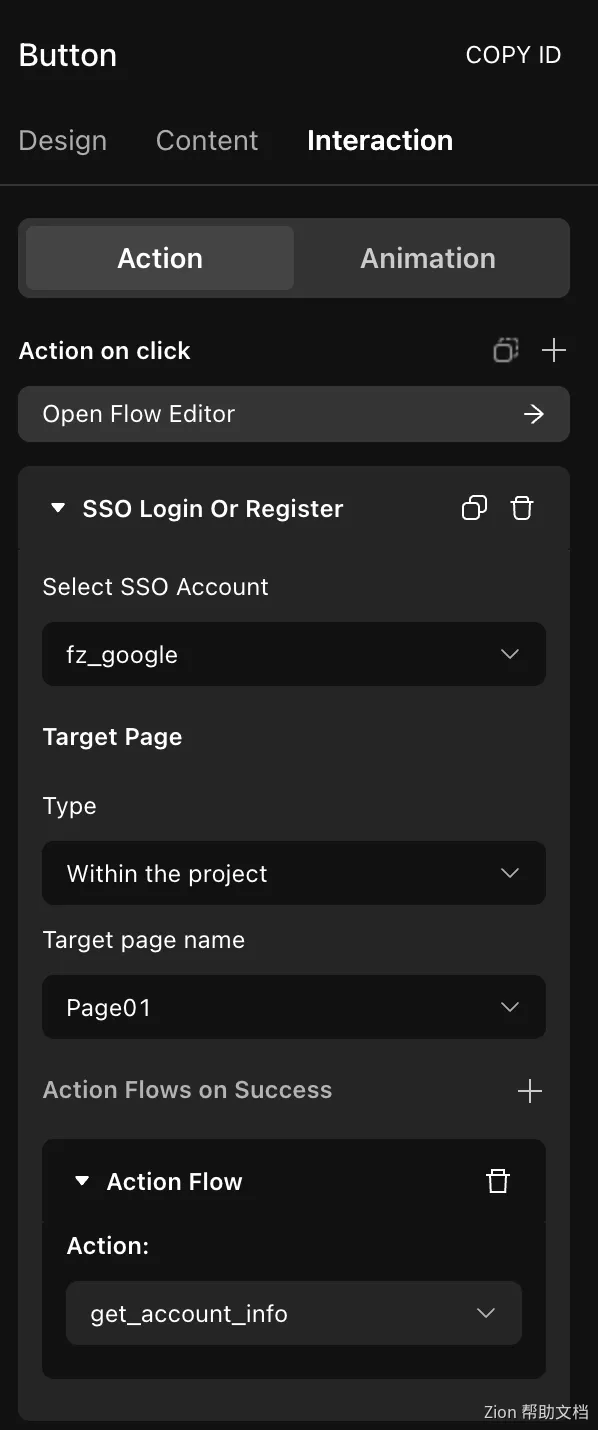 Button
COPY ID
Design Content Interaction
Action Animation
Action on click
Open Flow Editor
SSO Login Or Register
Select SSO Account
fz_google
Target Page
Type
Within the project
Target page name
Page01
Action Flows on Success
Action Flow
Action:
get_account_info
Zion 帮助文档